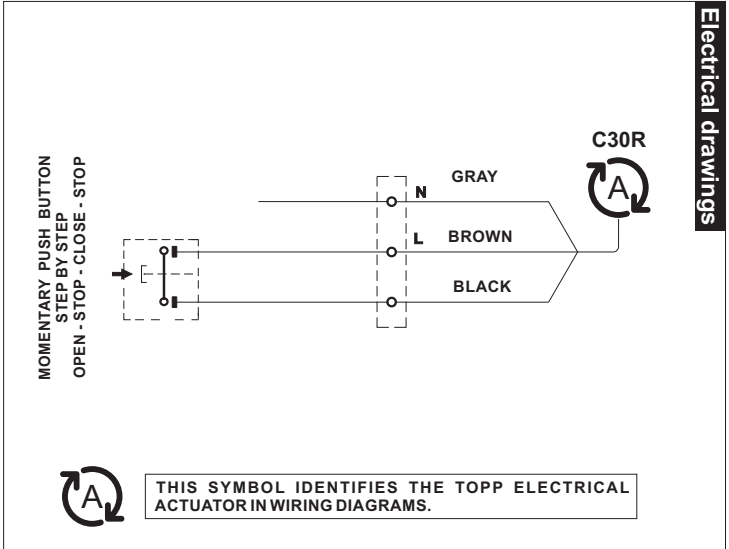 Electrical drawings
C30R
A
GRAY
N
L
BROWN
BLACK
MOMENTARY PUSH BUTTON
STEP BY STEP
OPEN - STOP - CLOSE - STOP
A
THIS SYMBOL IDENTIFIES THE TOPP ELECTRICAL
ACTUATOR IN WIRING DIAGRAMS.